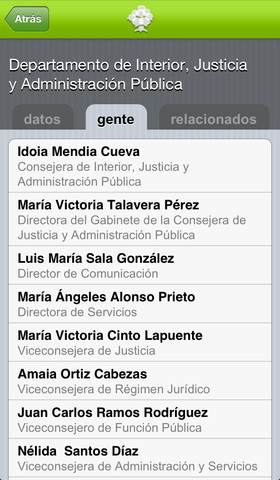 Atrás
Departamento de Interior, Justicia
y Administración Pública
datos
gente
relacionados
Idoia Mendia Cueva
Consejera de Interior, Justicia y
Administración Pública
María Victoria Talavera Pérez
Directora del Gabinete de la Consejera de
Justicia y Administración Pública
Luis María Sala González
Director de Comunicación
María Ángeles Alonso Prieto
Directora de Servicios
María Victoria Cinto Lapuente
Viceconsejera de Justicia
Amaia Ortiz Cabezas
Viceconsejera de Régimen Jurídico
Juan Carlos Ramos Rodríguez
Viceconsejero de Función Pública
Nélida Santos Díaz
Viceconsejera de Administración y Servicios